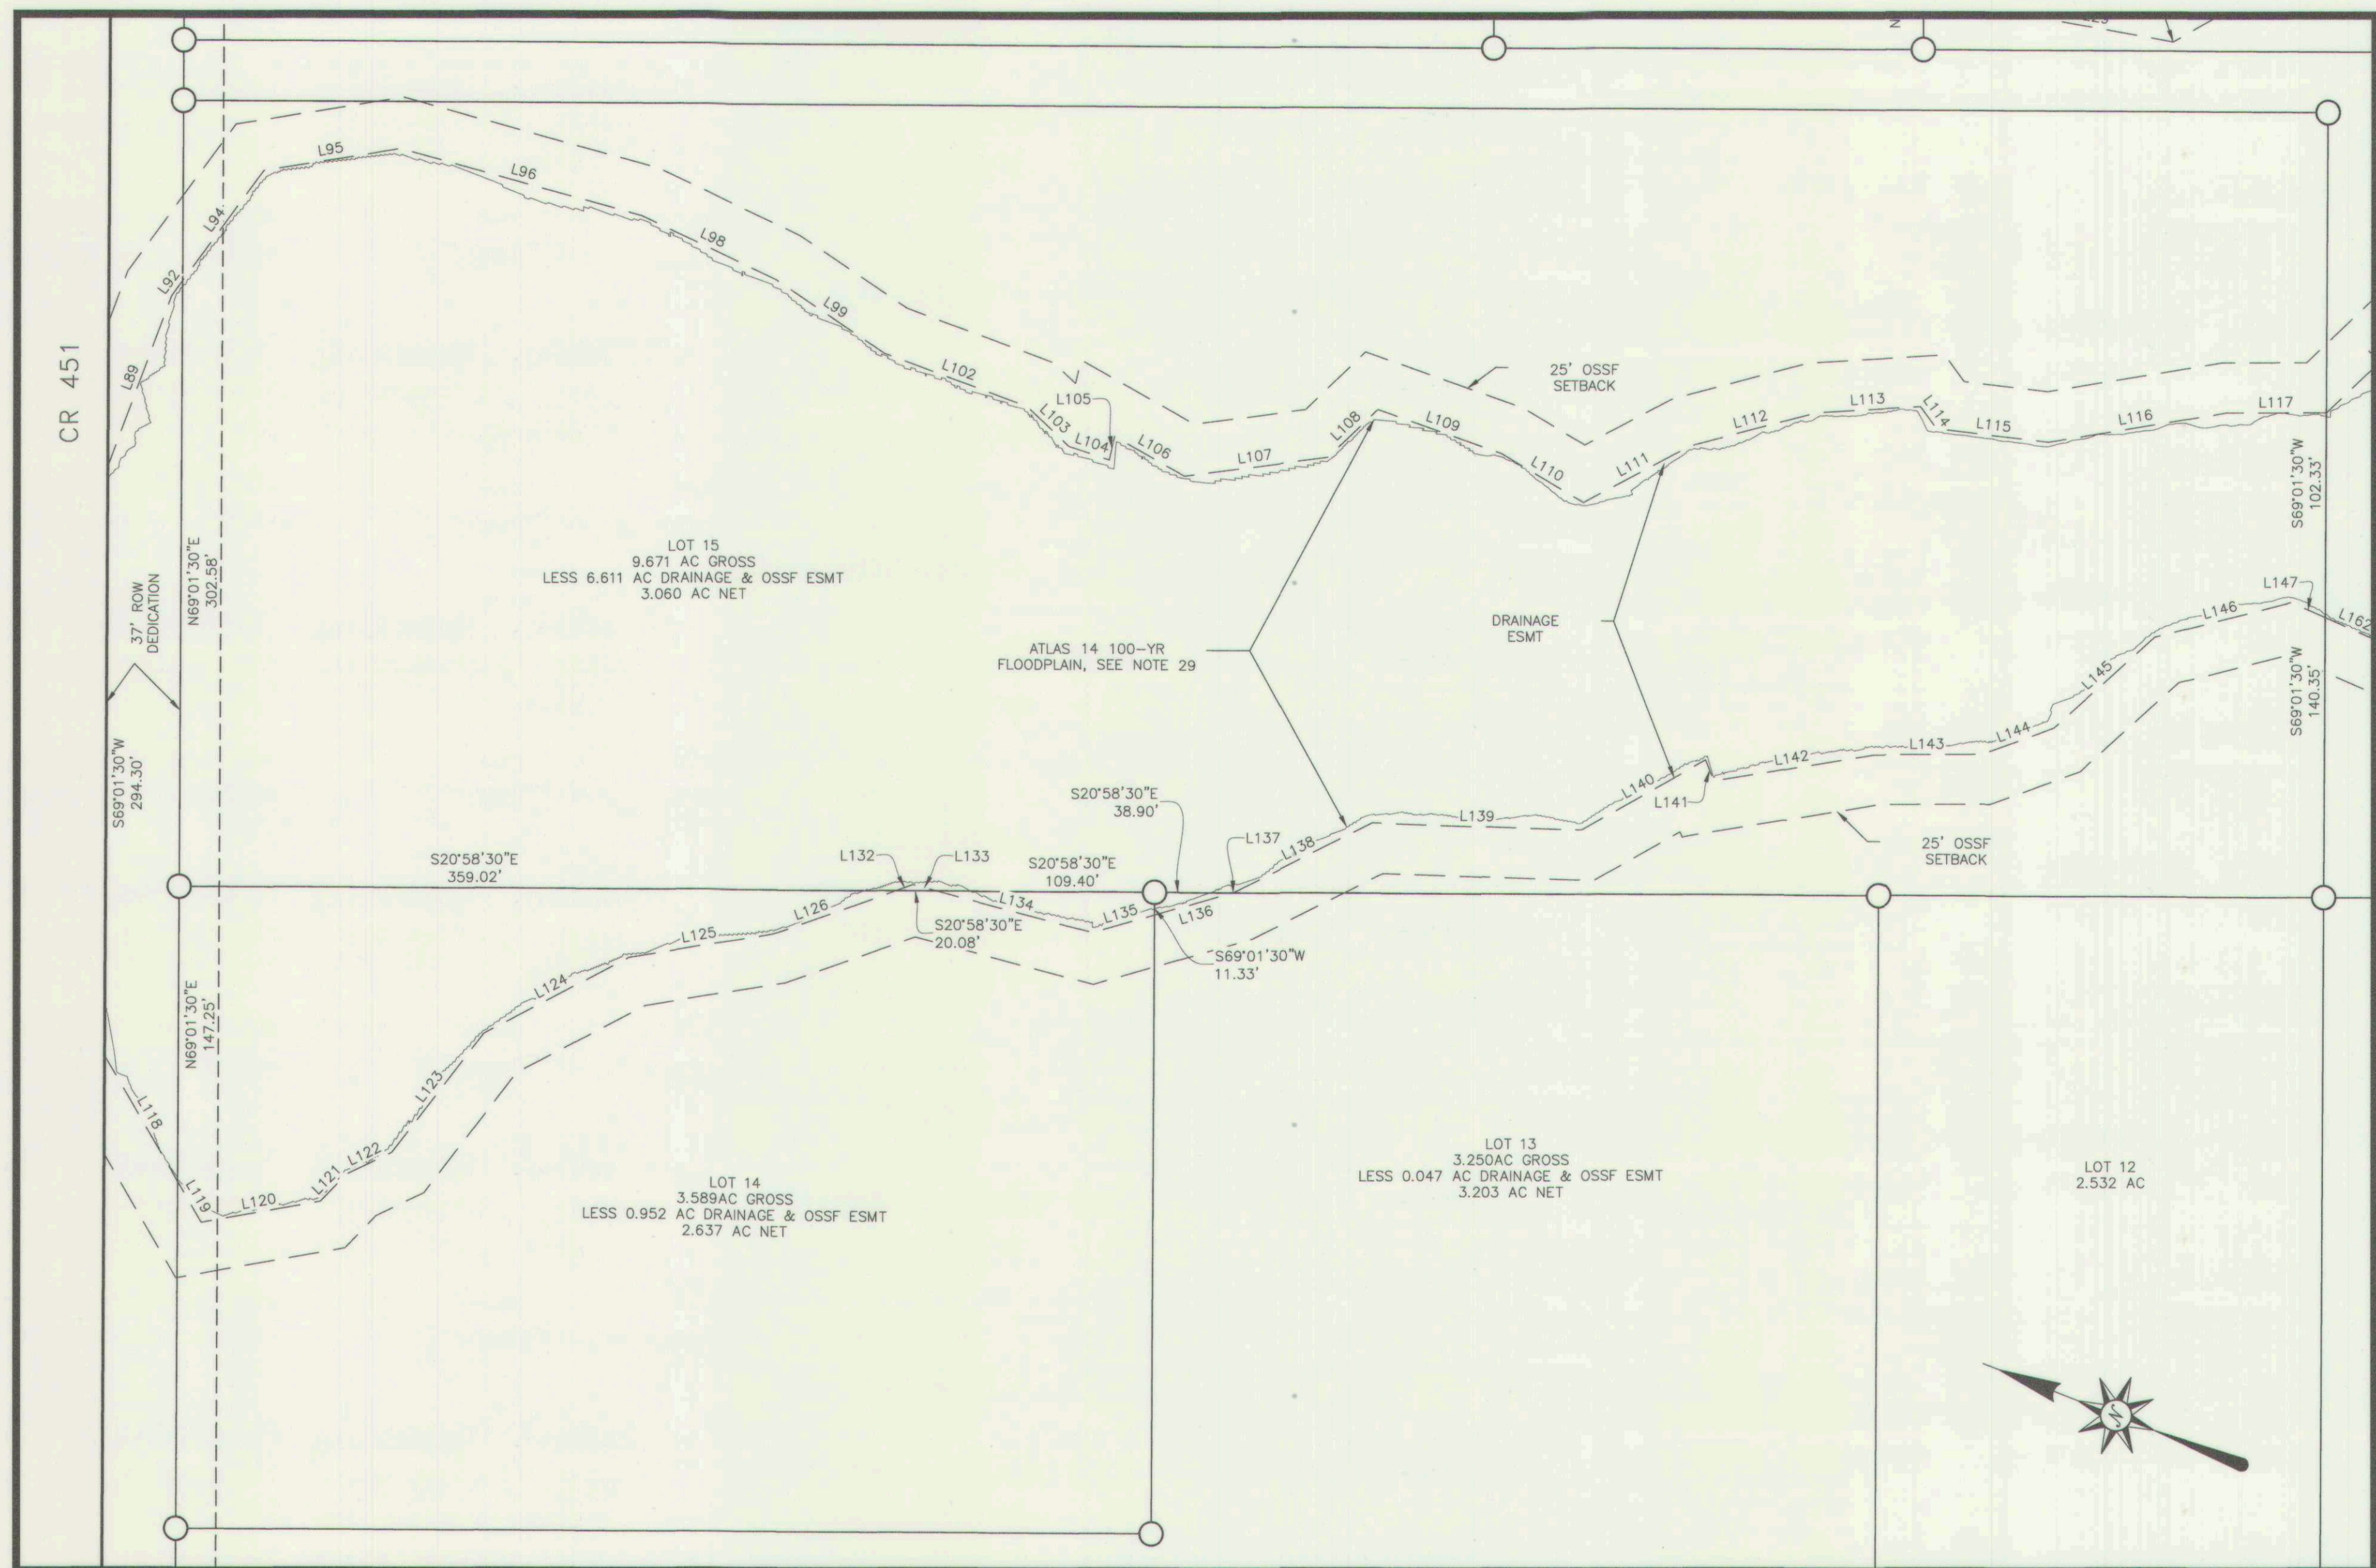 N
L95
L96
L94
L98
L92
L99
CR 451
L89
L102
L105
L103
L104
L106
L107
L108
L109
L110
25' OSSF
SETBACK
L111
L112
L113
L114
L115
L116
L117
S69°01'30"W
102.33'
N69°01'30"E
302.58'
37' ROW
DEDICATION
LOT 15
9.671 AC GROSS
LESS 6.611 AC DRAINAGE & OSSF ESMT
3.060 AC NET
ATLAS 14 100-YR
FLOODPLAIN, SEE NOTE 29
DRAINAGE
ESMT
L147
L146
L162
L145
S69°01'30"W
140.35'
S69°01'30"W
294.30'
L144
L143
L142
L141
L140
L139
L138
L137
S20°58'30"E
38.90'
25' OSSF
SETBACK
S20°58'30"E
359.02'
L132
L133
S20°58'30"E
109.40'
L134
L135
L136
S20°58'30"E
20.08'
S69°01'30"W
11.33'
L126
L125
L124
L123
N69°01'30"E
147.25'
L118
L119
L120
L121
L122
LOT 14
3.589AC GROSS
LESS 0.952 AC DRAINAGE & OSSF ESMT
2.637 AC NET
LOT 13
3.250AC GROSS
LESS 0.047 AC DRAINAGE & OSSF ESMT
3.203 AC NET
LOT 12
2.532 AC
N